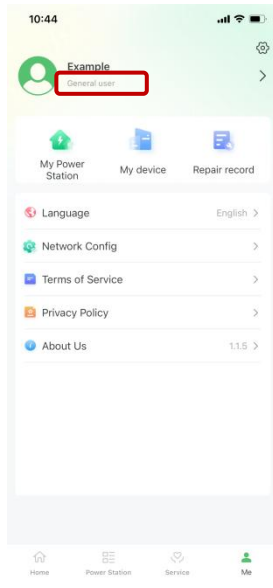 10:44
Example
General user
My Power
Station
My device
Repair record
Language
English
Network Config
Terms of Service
Privacy Policy
About Us
1.1.5
Home
Power Station
Service
Me